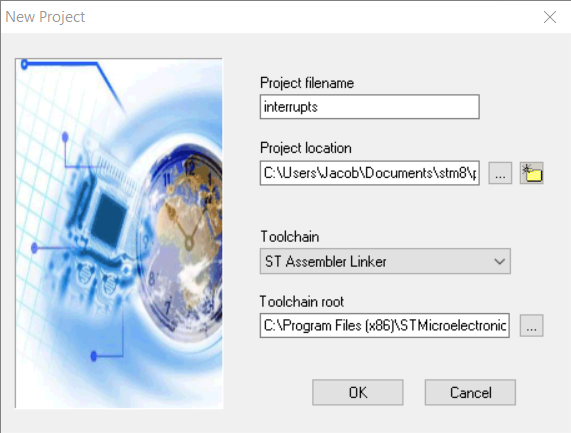 New Project
Project filename
interrupts
Project location
C:\Users\Jacob\Documents\stm8\p
...
Toolchain
ST Assembler Linker
Toolchain root
C:\Program Files (x86)\STMicroelectronic
...
OK Cancel